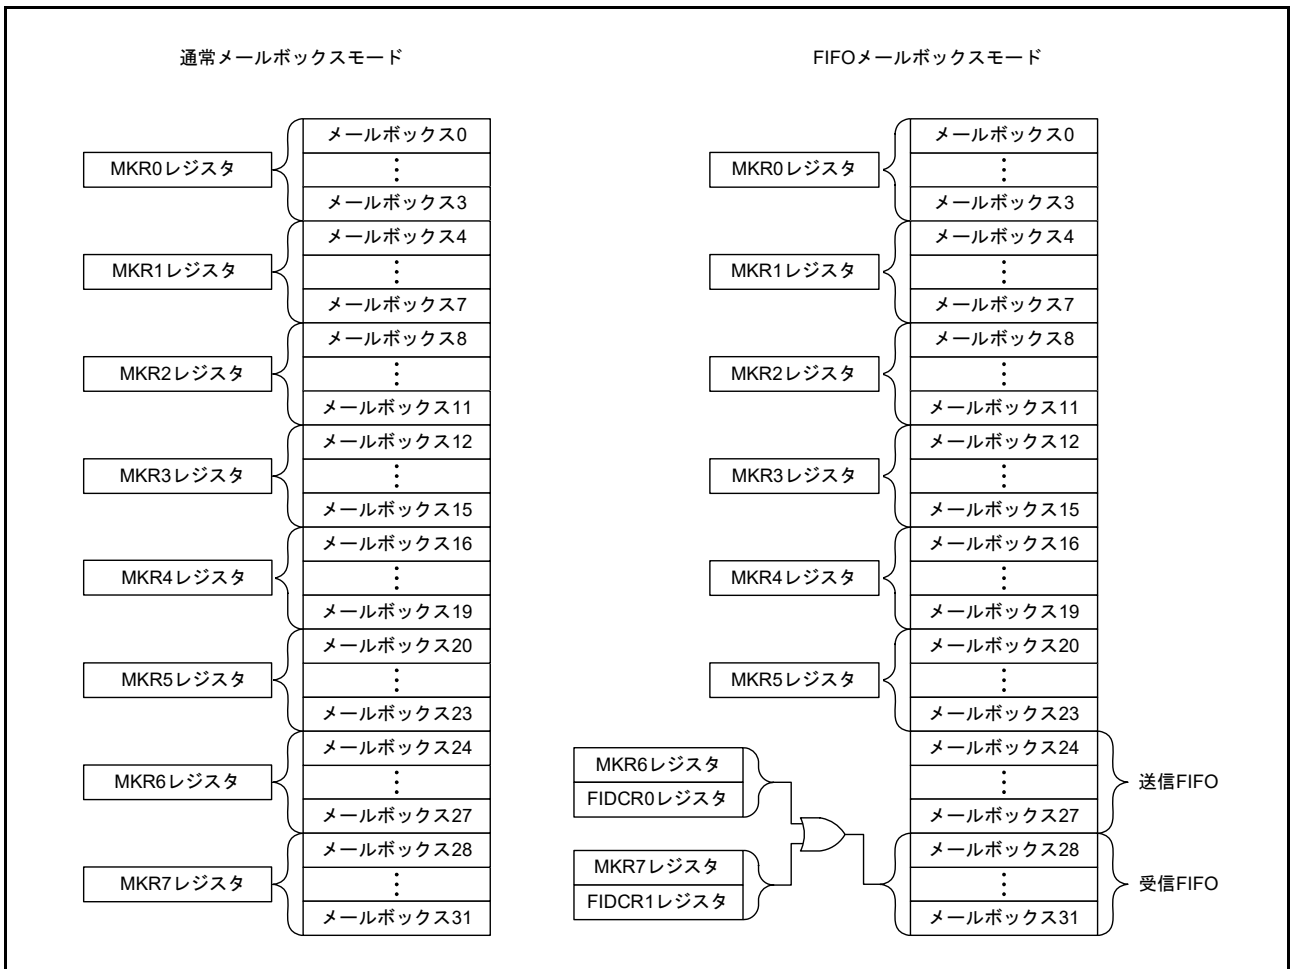 通常メールボックスモード
MKR0レジスタ
メールボックス0
メールボックス3
MKR1レジスタ
メールボックス4
メールボックス7
MKR2レジスタ
メールボックス8
メールボックス11
MKR3レジスタ
メールボックス12
メールボックス15
MKR4レジスタ
メールボックス16
メールボックス19
MKR5レジスタ
メールボックス20
メールボックス23
MKR6レジスタ
メールボックス24
メールボックス27
MKR7レジスタ
メールボックス28
メールボックス31
FIFOメールボックスモード
MKR0レジスタ
メールボックス0
メールボックス3
MKR1レジスタ
メールボックス4
メールボックス7
MKR2レジスタ
メールボックス8
メールボックス11
MKR3レジスタ
メールボックス12
メールボックス15
MKR4レジスタ
メールボックス16
メールボックス19
MKR5レジスタ
メールボックス20
メールボックス23
MKR6レジスタ
FIDCR0レジスタ
メールボックス24
メールボックス27
送信FIFO
MKR7レジスタ
FIDCR1レジスタ
メールボックス28
メールボックス31
受信FIFO